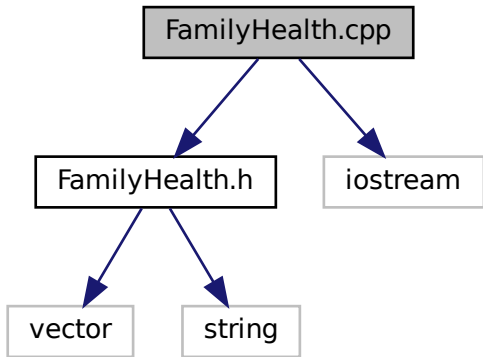 FamilyHealth.cpp
FamilyHealth.h
iostream
vector
string